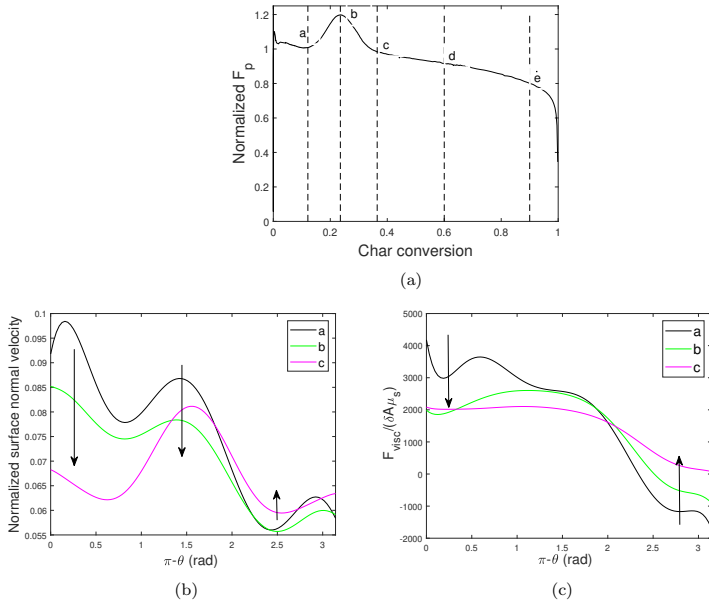 1.2
1
0.8
0.6
0.4
0.2
0
Normalized F_p
a
b
c
d
e
0
0.2
0.4
0.6
0.8
1
Char conversion
(a)
0.1
0.095
0.09
0.085
0.08
0.075
0.07
0.065
0.06
0.055
Normalized surface normal velocity
a
b
c
0
0.5
1
1.5
2
2.5
3
π-θ (rad)
(b)
5000
4000
3000
2000
1000
0
-1000
-2000
F_visc/(δAμ_s)
a
b
c
0
0.5
1
1.5
2
2.5
3
π-θ (rad)
(c)